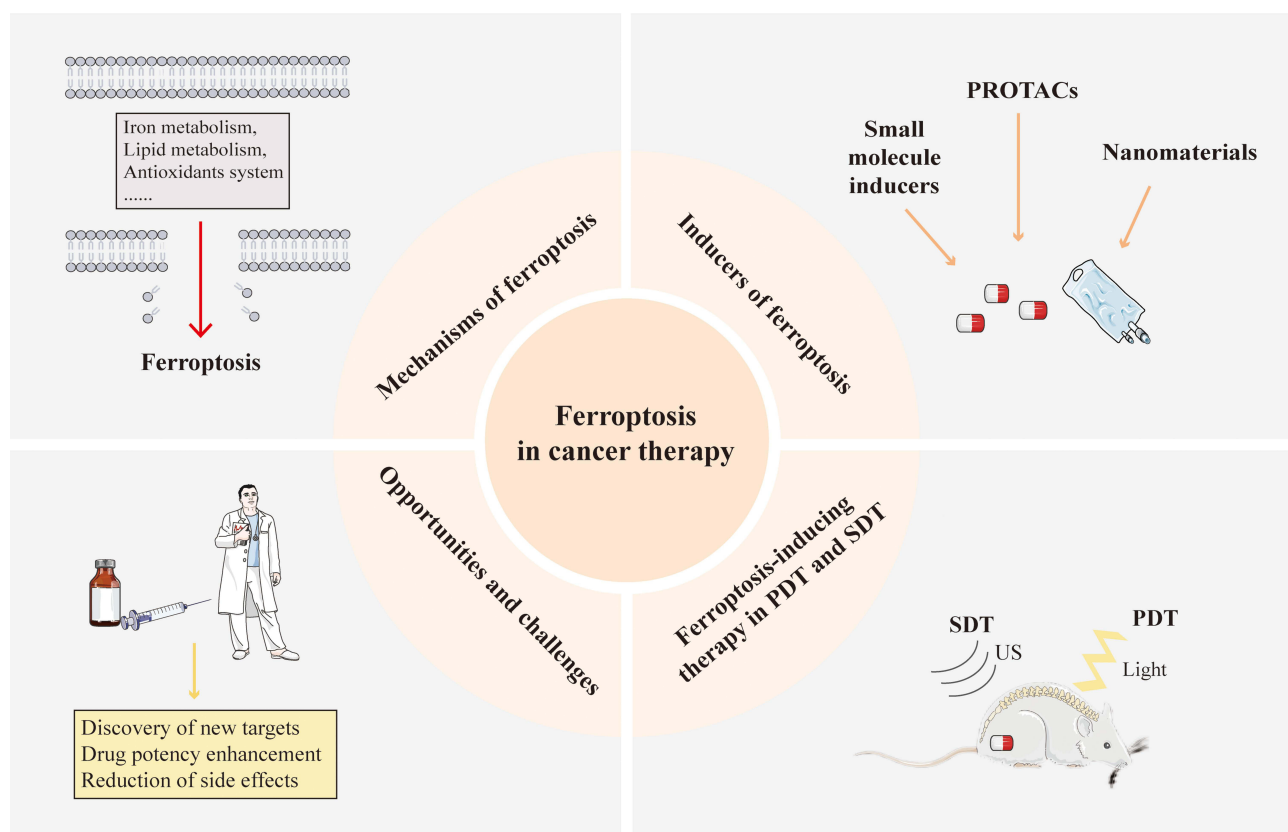 Iron metabolism,
Lipid metabolism,
Antioxidants system
......
Ferroptosis
Mechanisms of ferroptosis
PROTACs
Small
molecule
inducers
Nanomaterials
Inducers of ferroptosis
Ferroptosis
in cancer therapy
Opportunities and challenges
Discovery of new targets
Drug potency enhancement
Reduction of side effects
Ferroptosis-inducing
therapy in PDT and SDT
SDT
US
PDT
Light